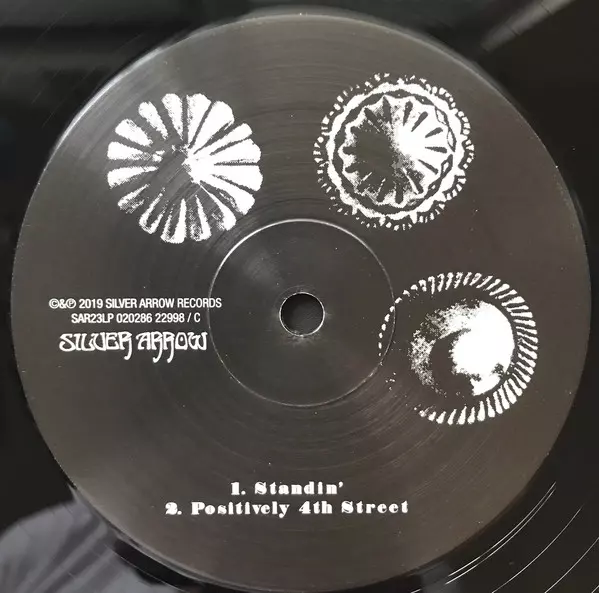 ©&℗ 2019 SILVER ARROW RECORDS
SAR23LP 020286 22998 / C
SILVER ARROW
1. Standin'
2. Positively 4th Street